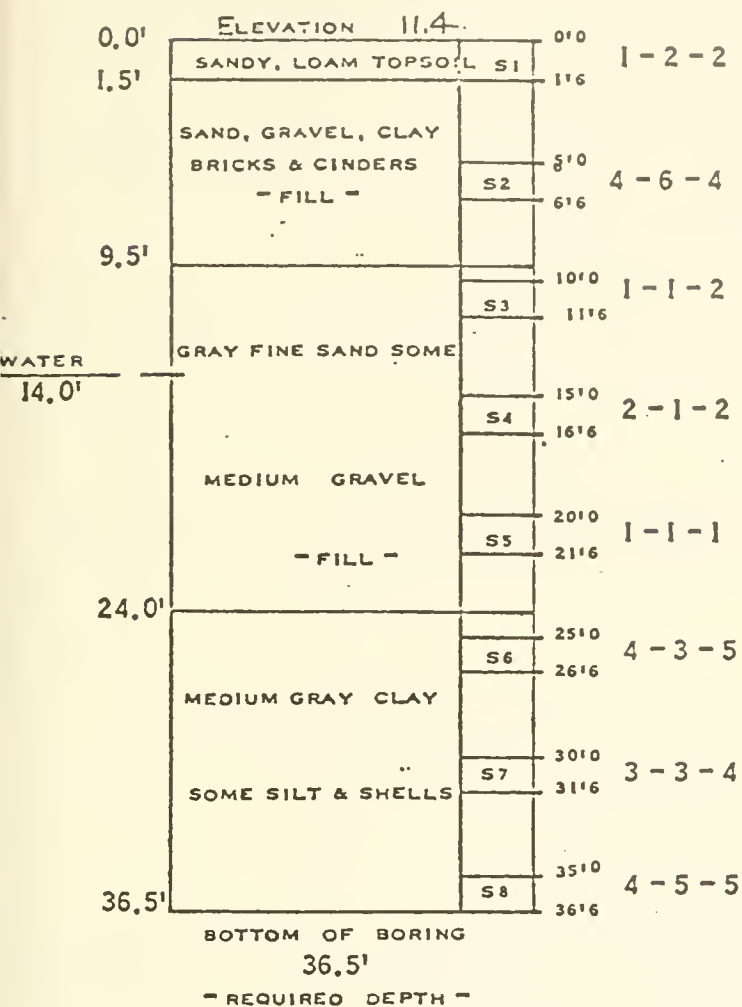 ELEVATION 11.4
0.0'
SANDY, LOAM TOPSOIL
S1
0'0
1'6
1-2-2
1.5'
SAND, GRAVEL, CLAY
BRICKS & CINDERS
- FILL -
S2
5'0
6'6
4-6-4
9.5'
S3
10'0
11'6
1-1-2
GRAY FINE SAND SOME
WATER
14.0'
S4
15'0
16'6
2-1-2
MEDIUM GRAVEL
S5
20'0
21'6
1-1-1
- FILL -
24.0'
S6
25'0
26'6
4-3-5
MEDIUM GRAY CLAY
S7
30'0
31'6
3-3-4
SOME SILT & SHELLS
S8
35'0
36'6
4-5-5
36.5'
BOTTOM OF BORING
36.5'
- REQUIRED DEPTH -